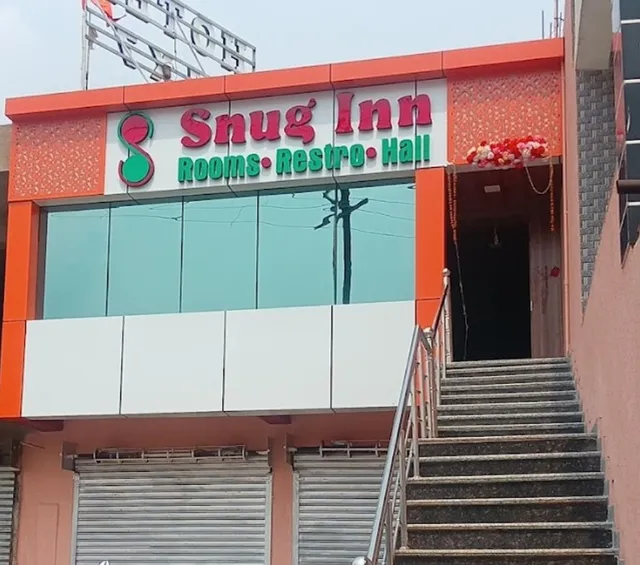 Snug Inn
Rooms • Restro • Hall